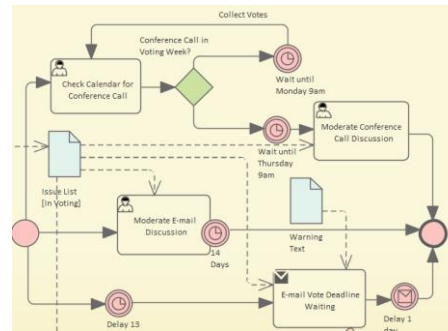 Collect Votes
Conference Call in
Voting Week?
Check Calendar for
Conference Call
Wait until
Monday 9am
Moderate Conference
Call Discussion
Wait until
Thursday
9am
Issue List
[In Voting]
Moderate E-mail
Discussion
Warning
Text
14
Days
E-mail Vote Deadline
Waiting
Delay 13
Delay 1
day